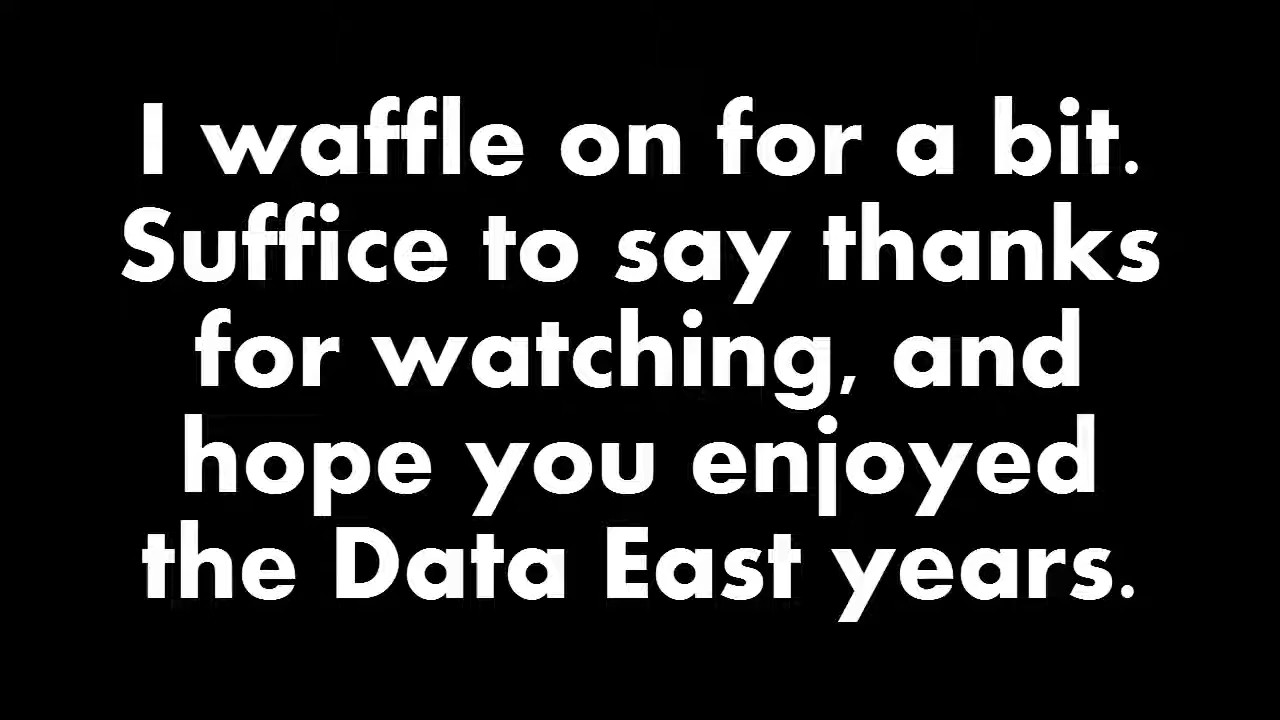 I waffle on for a bit.
Suffice to say thanks
for watching, and
hope you enjoyed
the Data East years.